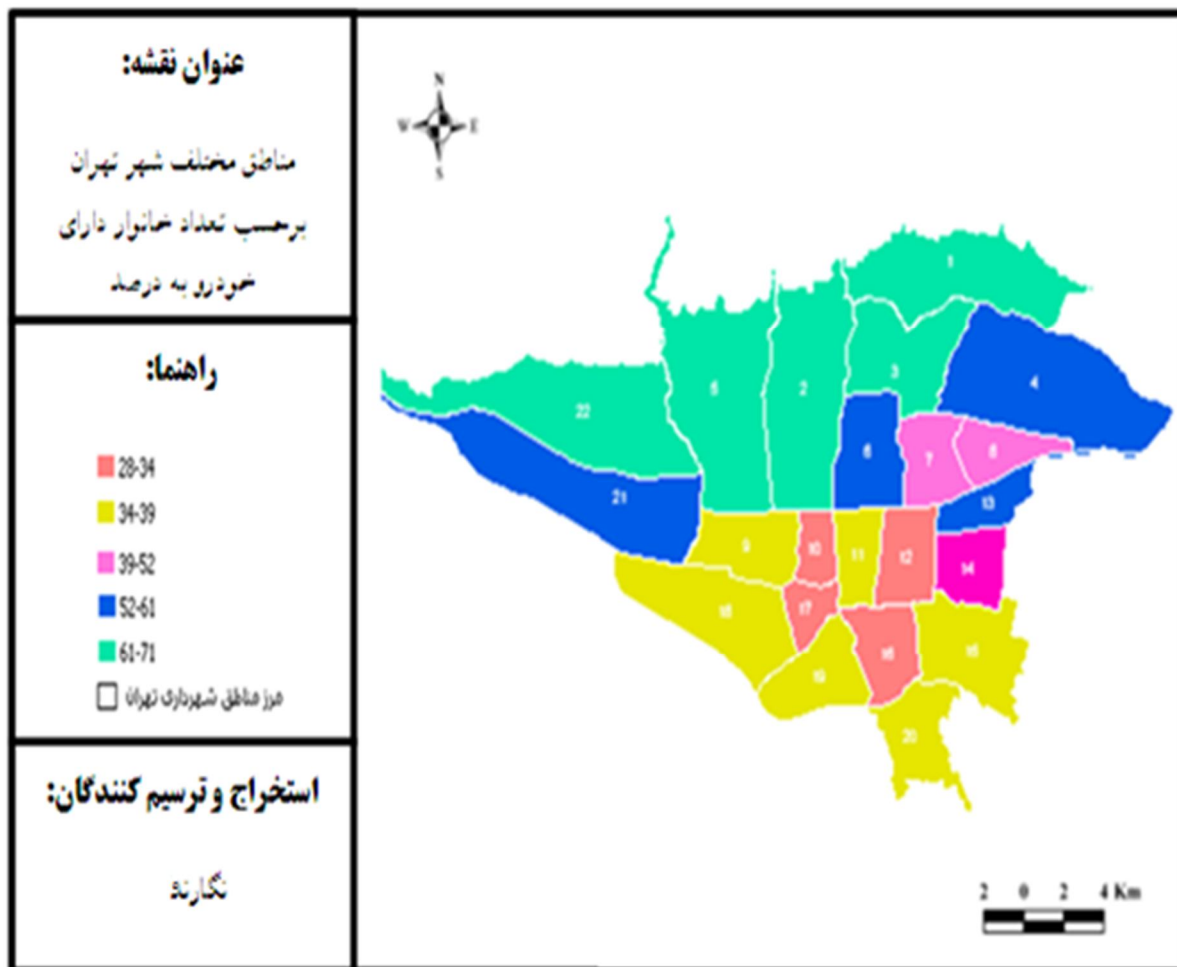 عنوان نقشه:
مناطق مختلف شهر تهران
برحسب تعداد خانوار دارای
خودرو به درصد
راهنما:
28-34
34-39
39-52
52-61
61-71
مرز مناطق شهرداری تهران
استخراج و ترسیم کنندگان:
نگارنده
N
W E
S
1
3
4
5
2
22
6
7
8
21
13
9
10
11
12
14
18
17
16
15
19
20
2 0 2 4 Km